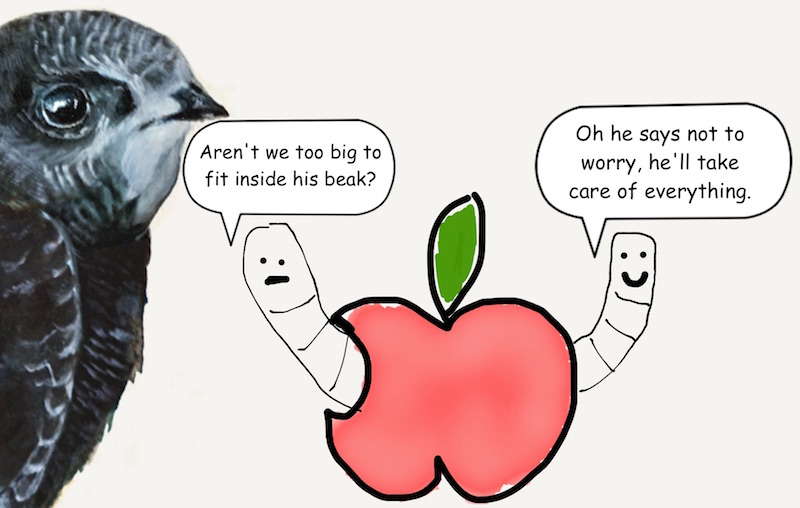 Aren't we too big to
fit inside his beak?
Oh he says not to
worry, he'll take
care of everything.